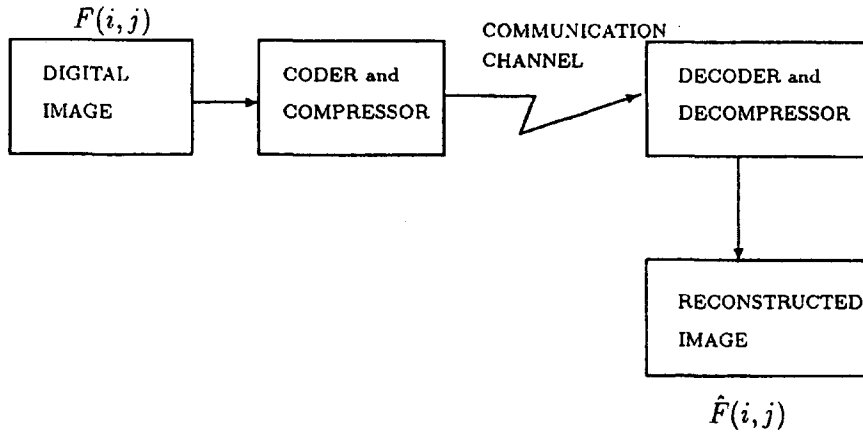 F(i, j)
DIGITAL
IMAGE
CODER and
COMPRESSOR
COMMUNICATION
CHANNEL
DECODER and
DECOMPRESSOR
RECONSTRUCTED
IMAGE
F̂(i, j)